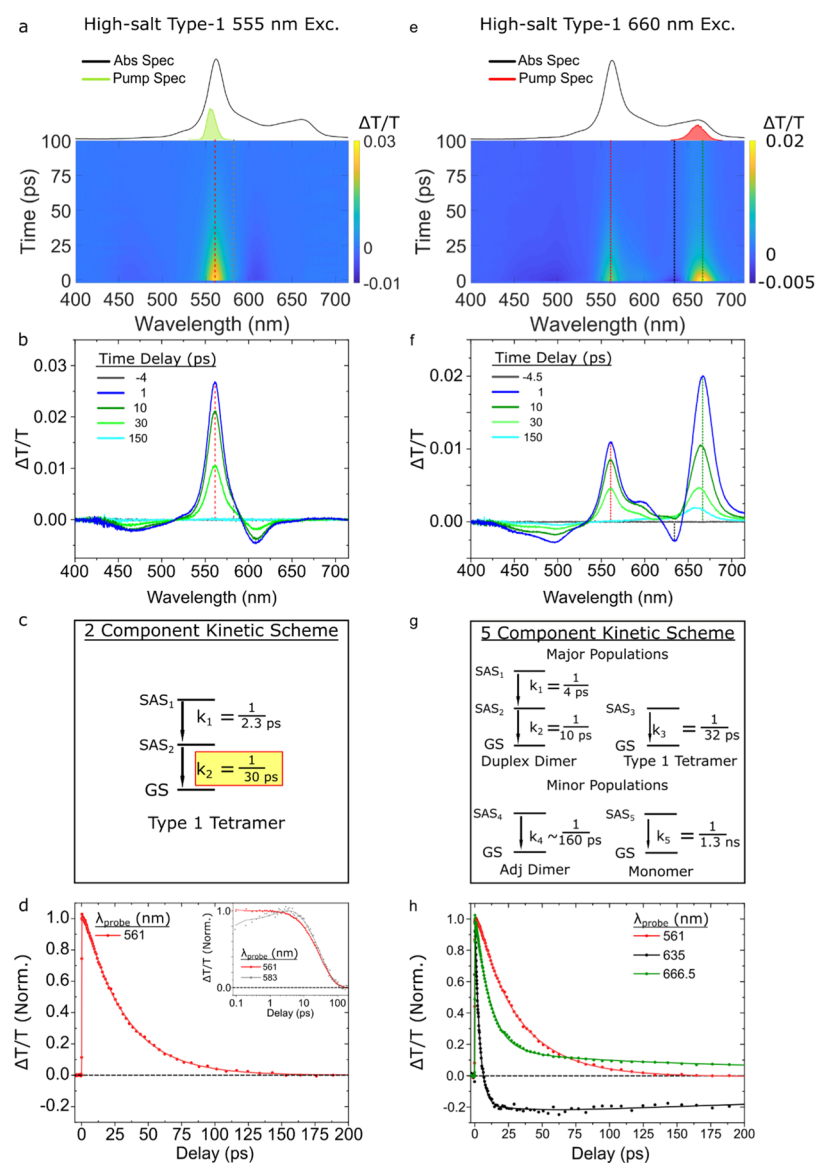 a
High-salt Type-1 555 nm Exc.
Abs Spec
Pump Spec
ΔT/T
0.03
0
-0.01
100
75
50
25
0
Time (ps)
400 450 500 550 600 650 700
Wavelength (nm)
e
High-salt Type-1 660 nm Exc.
Abs Spec
Pump Spec
ΔT/T
0.02
0
-0.005
100
75
50
25
0
Time (ps)
400 450 500 550 600 650 700
Wavelength (nm)
b
Time Delay (ps)
-4
1
10
30
150
0.03
0.02
0.01
0.00
ΔT/T
400 450 500 550 600 650 700
Wavelength (nm)
f
Time Delay (ps)
-4.5
1
10
30
150
0.02
0.01
0.00
ΔT/T
400 450 500 550 600 650 700
Wavelength (nm)
c
2 Component Kinetic Scheme
SAS1
k1 = 1/2.3 ps
SAS2
k2 = 1/30 ps
GS
Type 1 Tetramer
g
5 Component Kinetic Scheme
Major Populations
SAS1
k1 = 1/4 ps
SAS2
k2 = 1/10 ps
GS
Duplex Dimer
SAS3
k3 = 1/32 ps
GS
Type 1 Tetramer
Minor Populations
SAS4
k4 ~ 1/160 ps
GS
Adj Dimer
SAS5
k5 = 1/1.3 ns
GS
Monomer
d
λprobe (nm)
561
1.0
0.8
0.6
0.4
0.2
0.0
-0.2
ΔT/T (Norm.)
0 25 50 75 100 125 150 175 200
Delay (ps)
1.0
0.0
ΔT/T (Norm.)
λprobe (nm)
561
583
0.1 1 10 100
Delay (ps)
h
λprobe (nm)
561
635
666.5
1.0
0.8
0.6
0.4
0.2
0.0
-0.2
ΔT/T (Norm.)
0 25 50 75 100 125 150 175 200
Delay (ps)